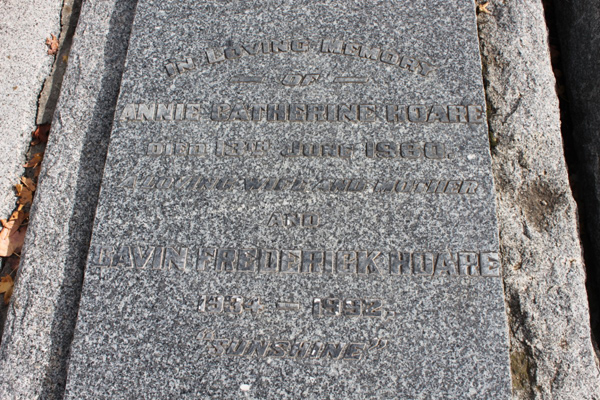 IN LOVING MEMORY
OF
ANNIE CATHERINE HOARE
DIED 13TH JUNE 1980.
A LOVING WIFE AND MOTHER
AND
GAVIN FREDERICK HOARE
– 1992.
"SUNSHINE"